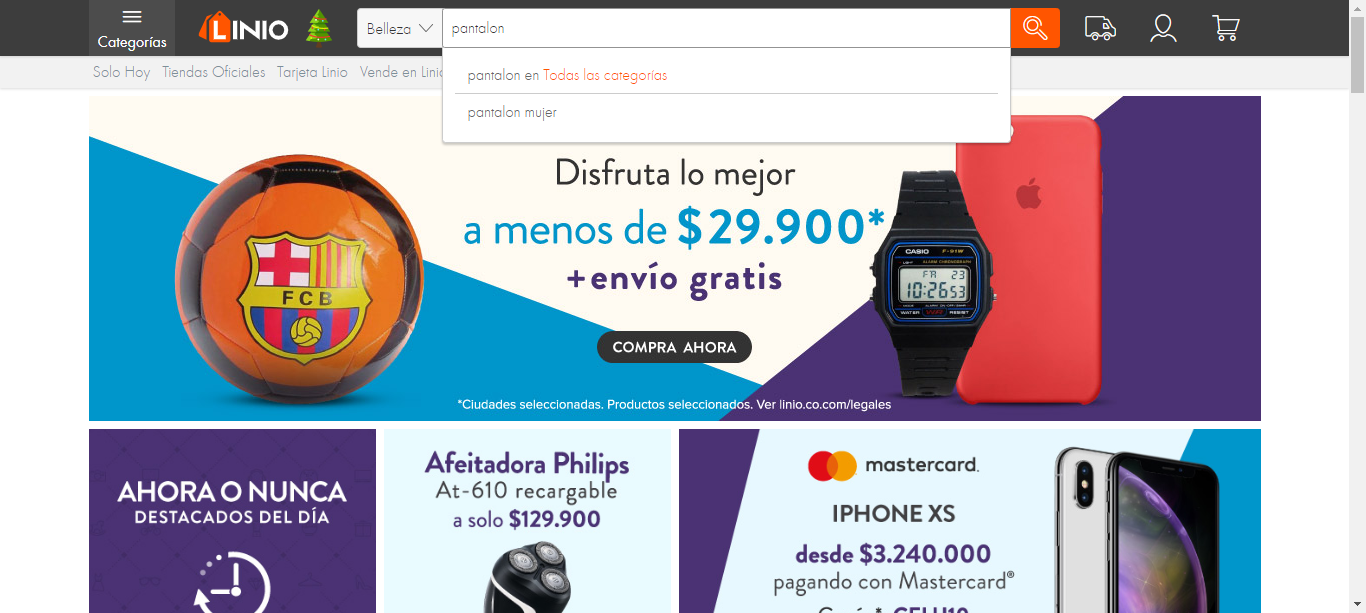 Categorías
LINIO
Belleza
pantalon
Solo Hoy Tiendas Oficiales Tarjeta Linio Vende en
pantalon en Todas las categorías
pantalon mujer
Disfruta lo mejor
a menos de $29.900*
+envío gratis
COMPRA AHORA
*Ciudades seleccionadas. Productos seleccionados. Ver linio.co.com/legales
FCB
CASIO F-91W
ALARM CHRONOGRAPH
LIGHT
FR 23
10:26 53
WATER RESIST
AHORA O NUNCA
DESTACADOS DEL DÍA
Afeitadora Philips
At-610 recargable
a solo $129.900
mastercard.
IPHONE XS
desde $3.240.000
pagando con Mastercard®